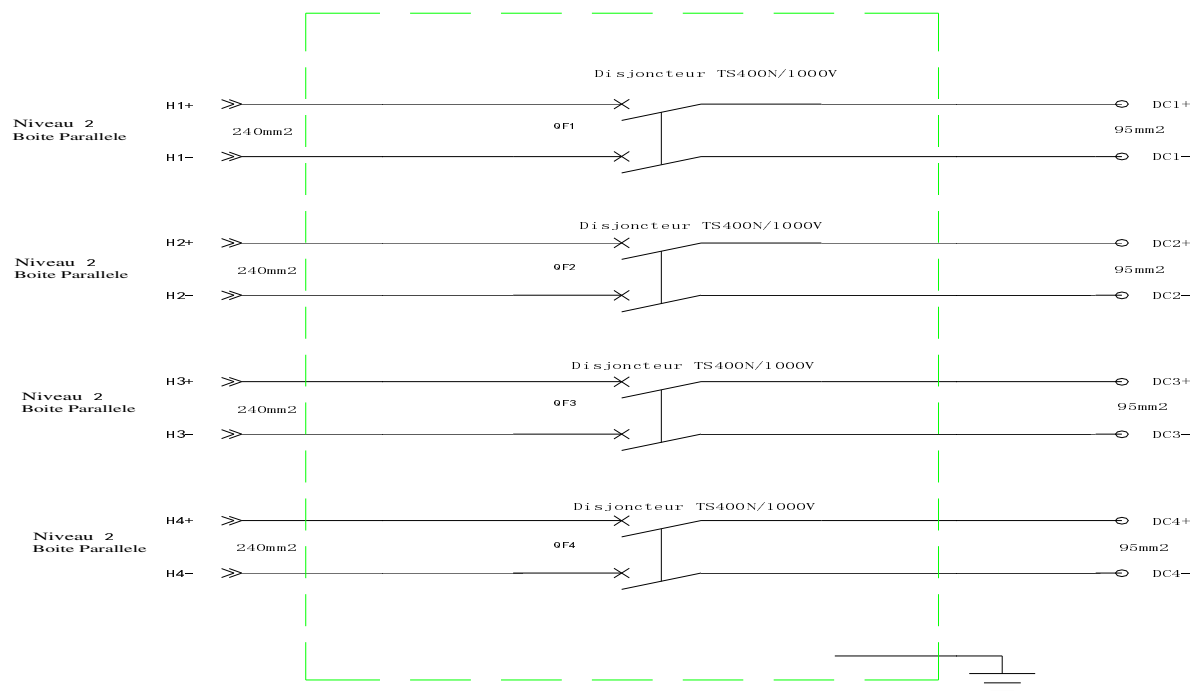 Disjoncteur TS400N/1000V
H1+
DC1+
Niveau 2
QF1
240mm2
95mm2
Boite Parallele
H1-
DC1-
Disjoncteur TS400N/1000V
H2+
DC2+
Niveau 2
QF2
240mm2
95mm2
Boite Parallele
H2-
DC2-
Disjoncteur TS400N/1000V
H3+
DC3+
Niveau 2
QF3
240mm2
95mm2
Boite Parallele
H3-
DC3-
Disjoncteur TS400N/1000V
H4+
DC4+
Niveau 2
QF4
240mm2
95mm2
Boite Parallele
H4-
DC4-